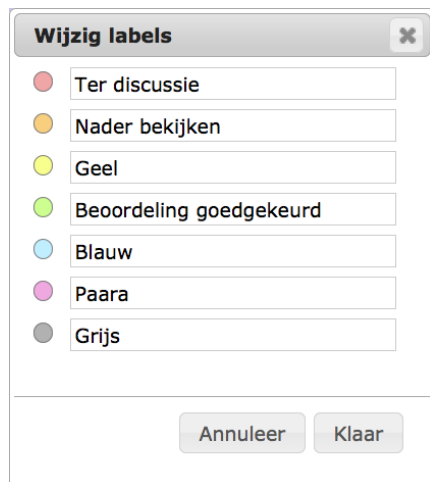 Wijzig labels
Ter discussie
Nader bekijken
Geel
Beoordeling goedgekeurd
Blauw
Paara
Grijs
Annuleer Klaar